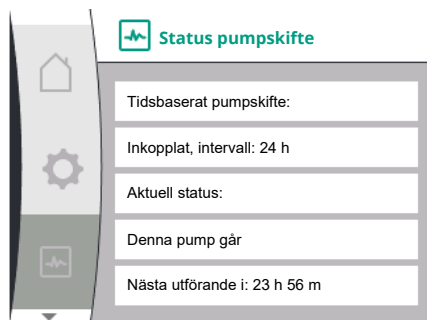 Status pumpskifte
Tidsbaserat pumpskifte:
Inkopplat, intervall: 24 h
Aktuell status:
Denna pump går
Nästa utförande i: 23 h 56 m